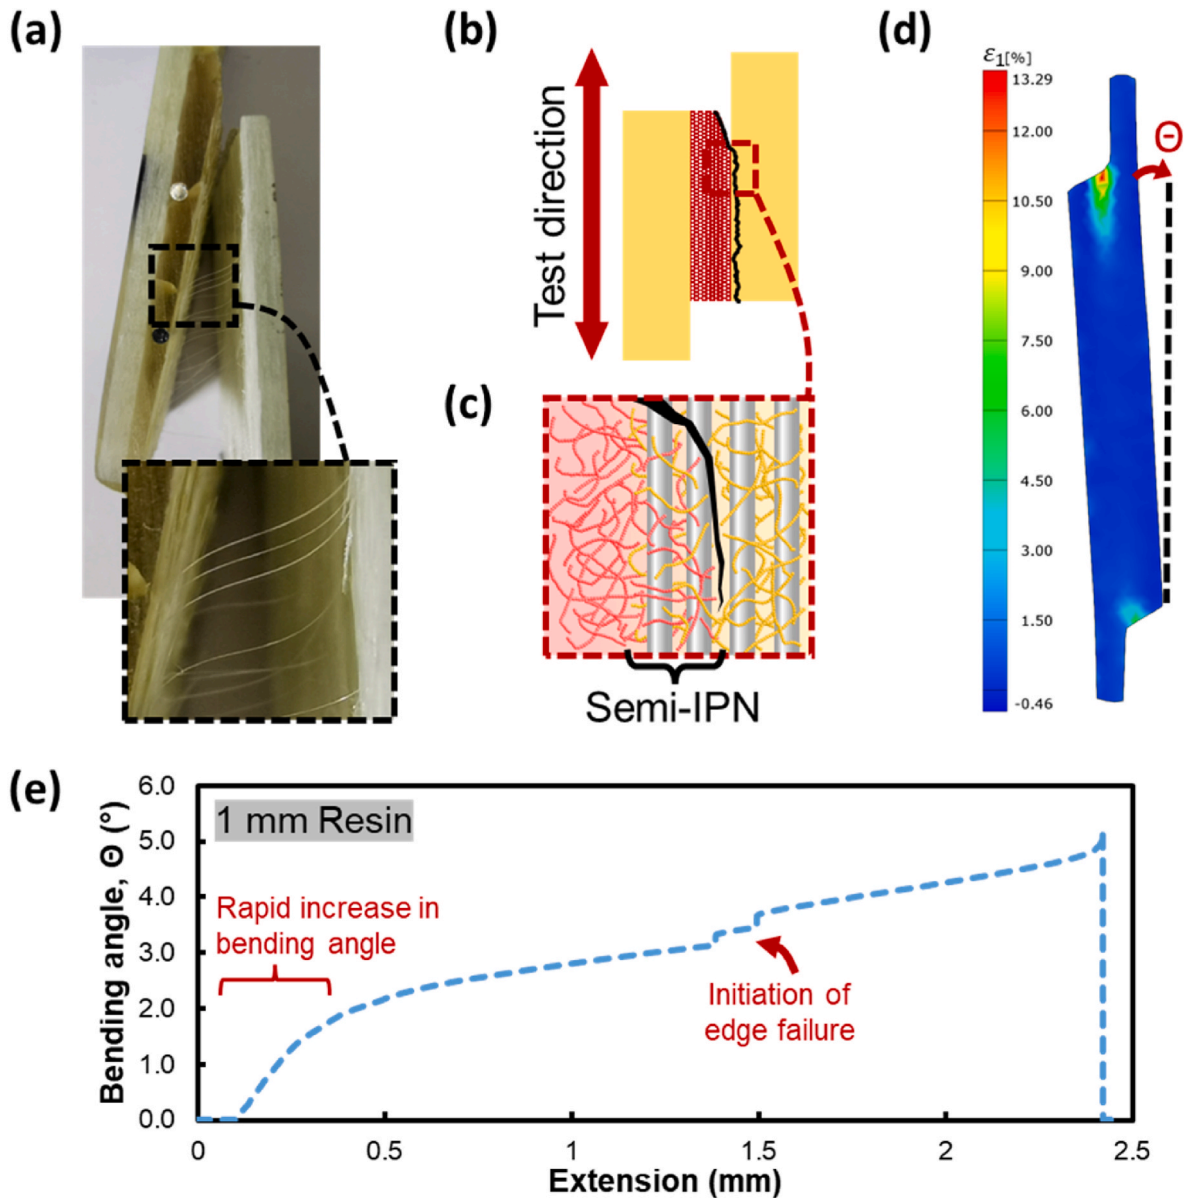 (a)
(b)
Test direction
(c)
Semi-IPN
(d)
ε1[%]
13.29
12.00
10.50
9.00
7.50
6.00
4.50
3.00
1.50
-0.46
Θ
(e)
Bending angle, Θ (°)
6.0
5.0
4.0
3.0
2.0
1.0
0.0
1 mm Resin
Rapid increase in
bending angle
Initiation of
edge failure
0
0.5
1
1.5
2
2.5
Extension (mm)